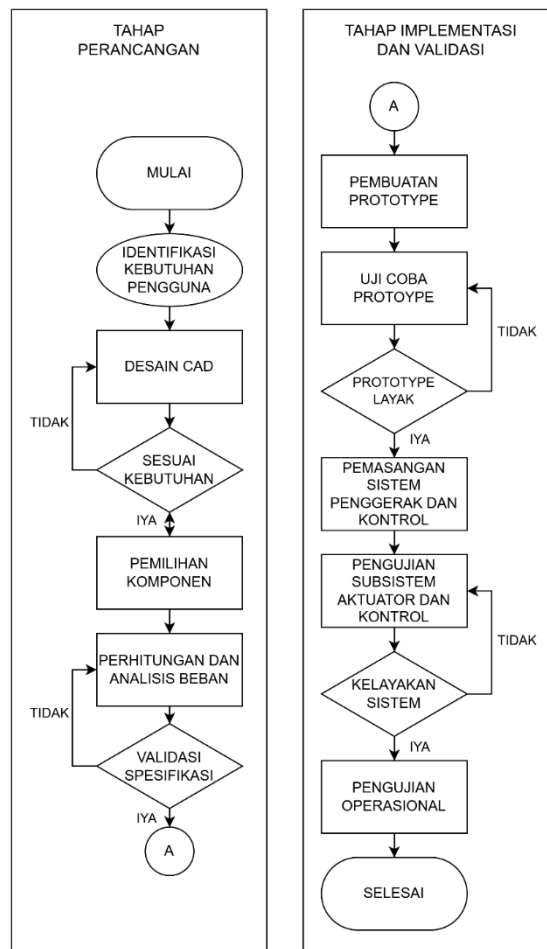 TAHAP
PERANCANGAN
MULAI
IDENTIFIKASI
KEBUTUHAN
PENGGUNA
DESAIN CAD
TIDAK
SESUAI
KEBUTUHAN
IYA
PEMILIHAN
KOMPONEN
PERHITUNGAN DAN
ANALISIS BEBAN
TIDAK
VALIDASI
SPESIFIKASI
IYA
A
TAHAP IMPLEMENTASI
DAN VALIDASI
A
PEMBUATAN
PROTOTYPE
UJI COBA
PROTOYPE
TIDAK
PROTOTYPE
LAYAK
IYA
PEMASANGAN
SISTEM
PENGGERAK DAN
KONTROL
PENGUJIAN
SUBSISTEM
AKTUATOR DAN
KONTROL
TIDAK
KELAYAKAN
SISTEM
IYA
PENGUJIAN
OPERASIONAL
SELESAI